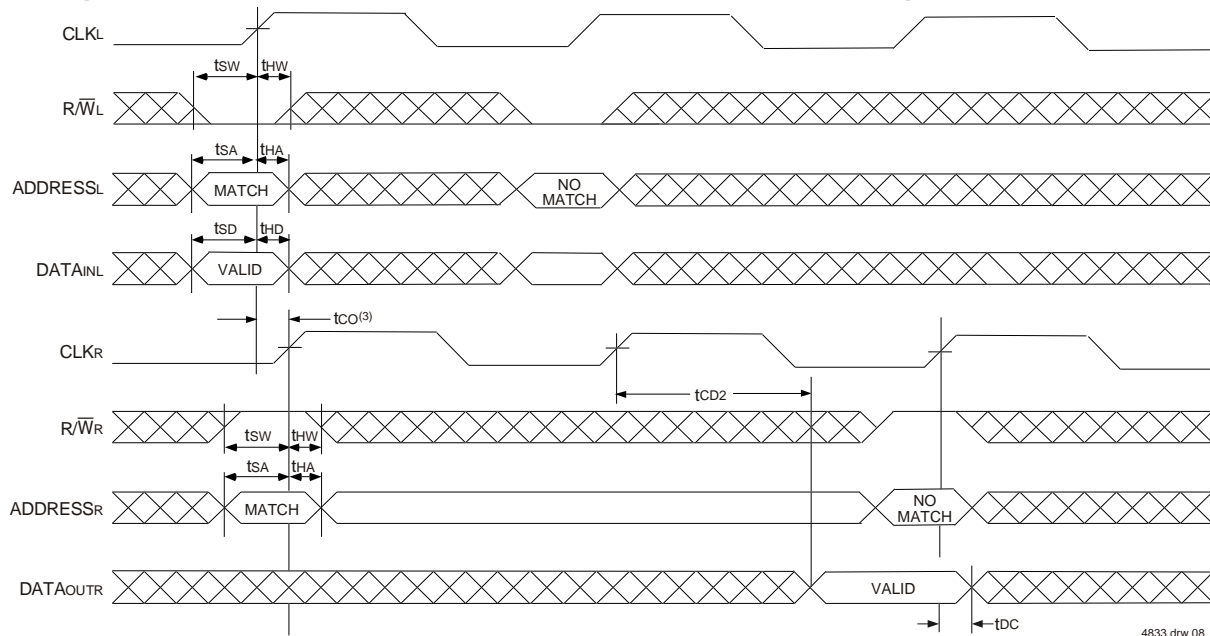 CLKL
tSW tHW
R/W̅L
tSA tHA
ADDRESSL MATCH NO MATCH
tSD tHD
DATAINL VALID
tCO(3)
CLKR
tCD2
R/W̅R
tSW tHW
tSA tHA
ADDRESSR MATCH NO MATCH
DATAOUTR VALID
tDC
4833 drw 08